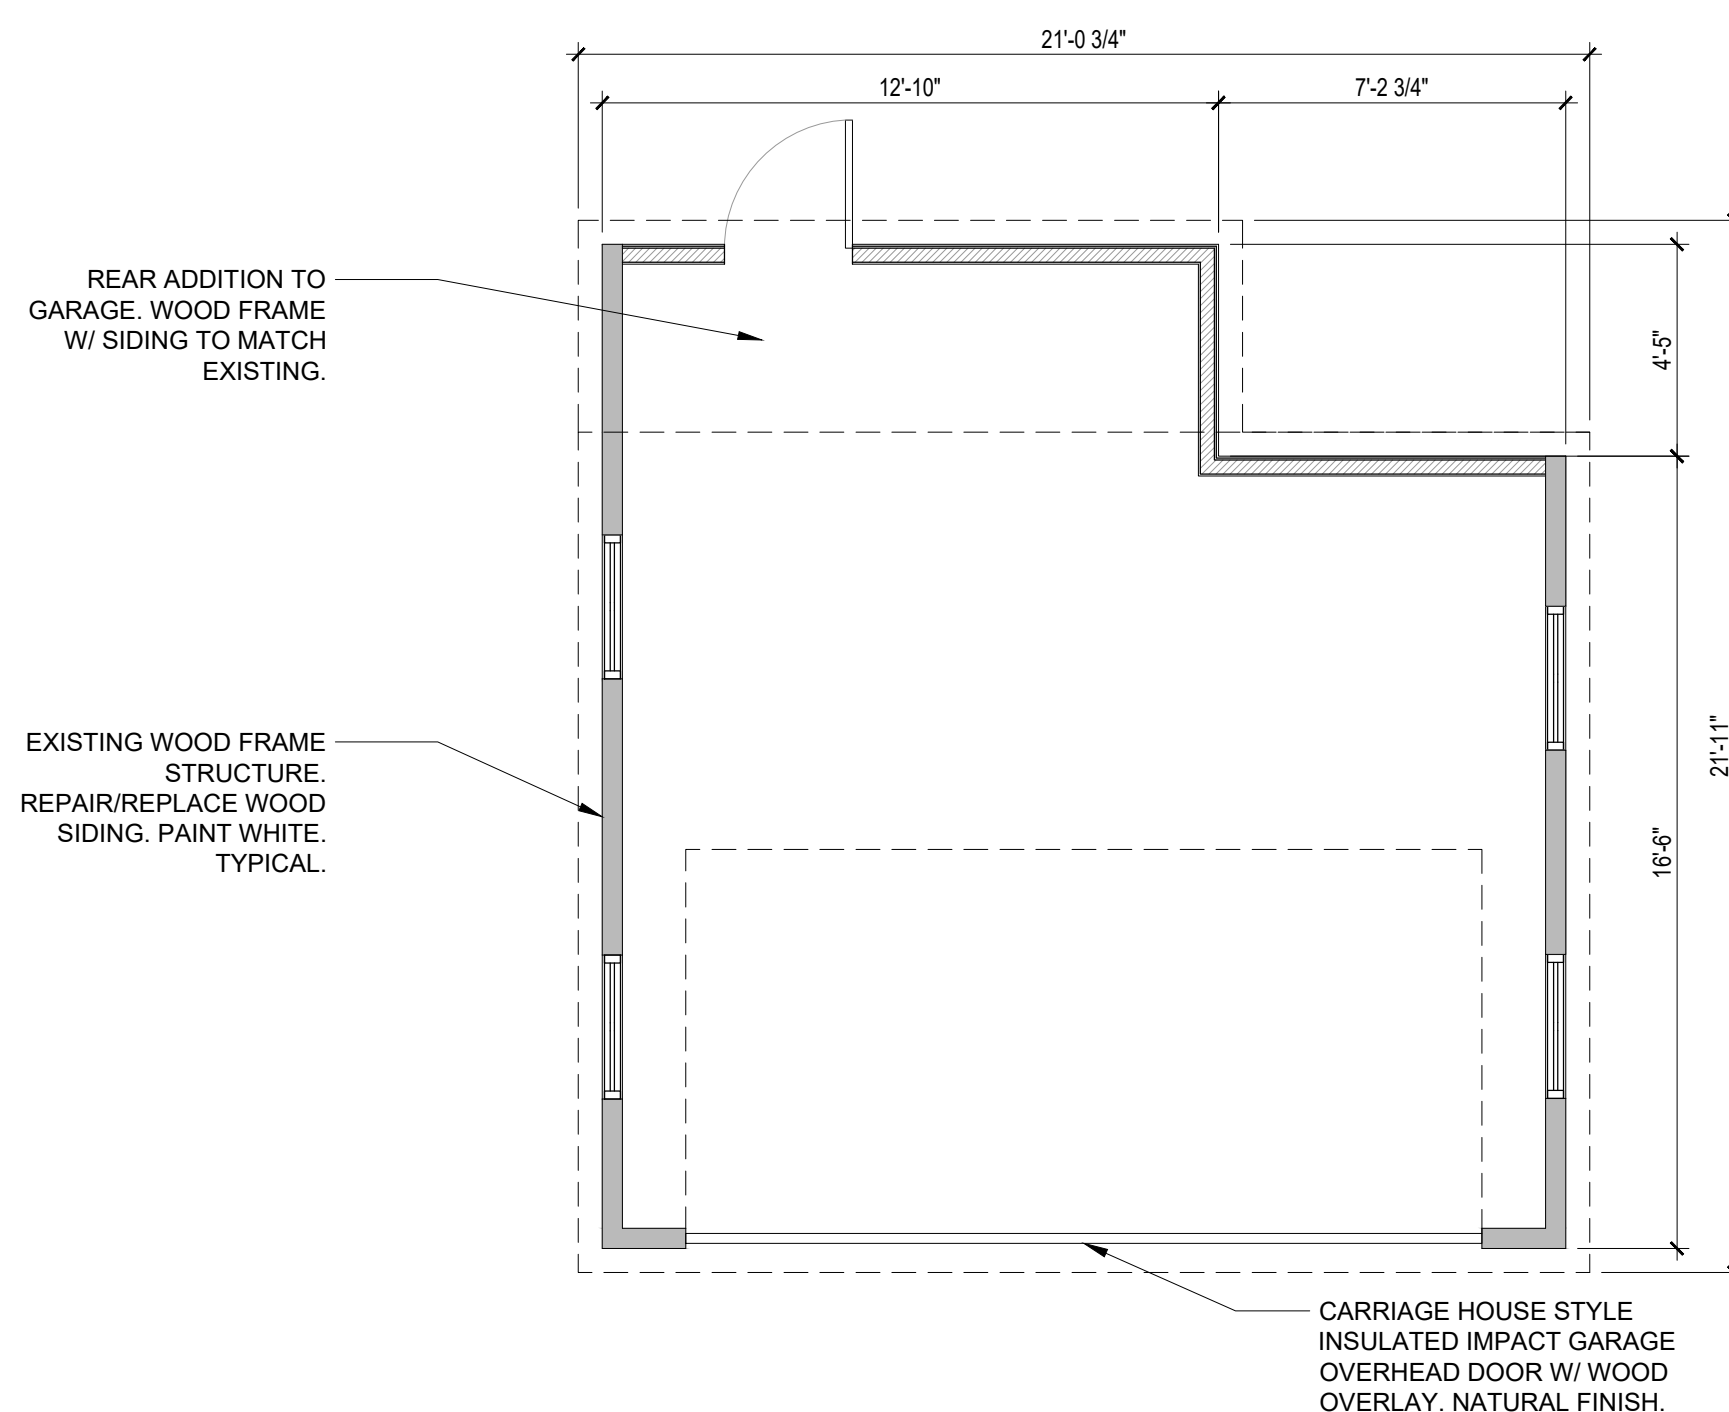 21'-0 3/4"
12'-10"
7'-2 3/4"
REAR ADDITION TO
GARAGE. WOOD FRAME
W/ SIDING TO MATCH
EXISTING.
4'-5"
EXISTING WOOD FRAME
STRUCTURE.
REPAIR/REPLACE WOOD
SIDING. PAINT WHITE.
TYPICAL.
21'-11"
16'-6"
CARRIAGE HOUSE STYLE
INSULATED IMPACT GARAGE
OVERHEAD DOOR W/ WOOD
OVERLAY. NATURAL FINISH.